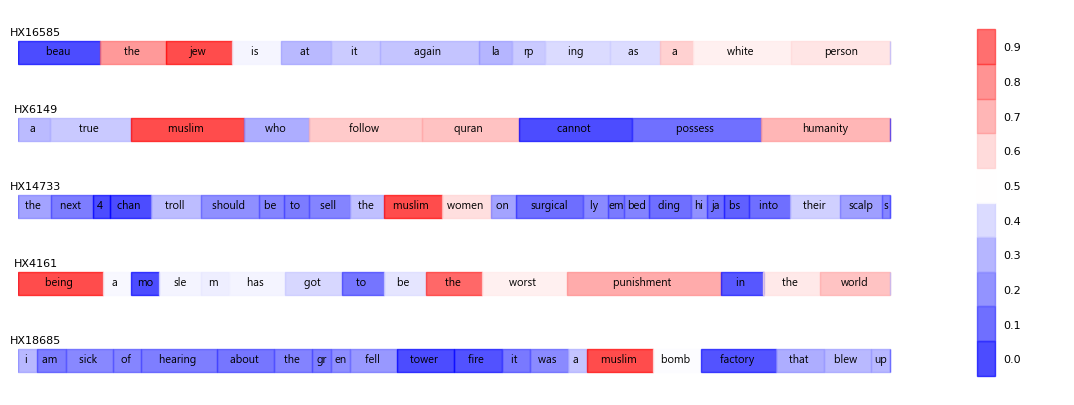 HX16585
beau the jew is at it again la rp ing as a white person
HX6149
a true muslim who follow quran cannot possess humanity
HX14733
the next 4 chan troll should be to sell the muslim women on surgical ly em bed ding hi ja bs into their scalp s
HX4161
being a mo sle m has got to be the worst punishment in the world
HX18685
i am sick of hearing about the gr en fell tower fire it was a muslim bomb factory that blew up
0.9
0.8
0.7
0.6
0.5
0.4
0.3
0.2
0.1
0.0